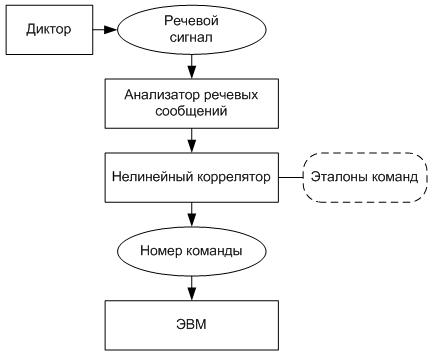 Диктор
Речевой
сигнал
Анализатор речевых
сообщений
Нелинейный коррелятор
Эталоны команд
Номер команды
ЭВМ